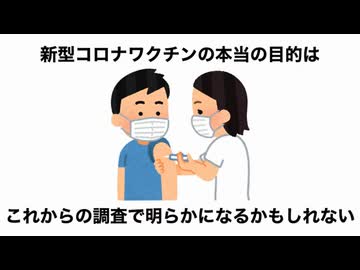 新型コロナワクチンの本当の目的は
これからの調査で明らかになるかもしれない